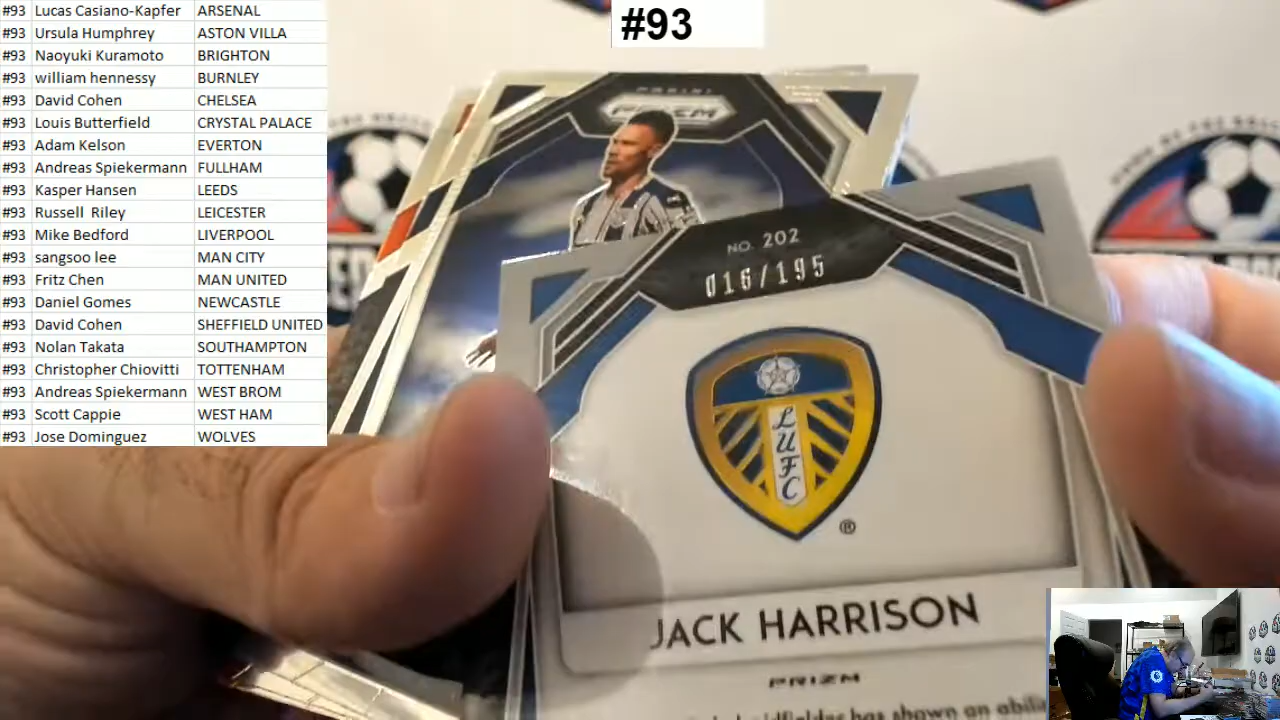 #93 Lucas Casiano-Kapfer ARSENAL
#93 Ursula Humphrey ASTON VILLA
#93 Naoyuki Kuramoto BRIGHTON
#93 william hennessy BURNLEY
#93 David Cohen CHELSEA
#93 Louis Butterfield CRYSTAL PALACE
#93 Adam Kelson EVERTON
#93 Andreas Spiekermann FULLHAM
#93 Kasper Hansen LEEDS
#93 Russell Riley LEICESTER
#93 Mike Bedford LIVERPOOL
#93 sangsoo lee MAN CITY
#93 Fritz Chen MAN UNITED
#93 Daniel Gomes NEWCASTLE
#93 David Cohen SHEFFIELD UNITED
#93 Nolan Takata SOUTHAMPTON
#93 Christopher Chiovitti TOTTENHAM
#93 Andreas Spiekermann WEST BROM
#93 Scott Cappie WEST HAM
#93 Jose Dominguez WOLVES
#93
PANINI
PRIZM
NO. 202
016/195
LUFC
®
JACK HARRISON
PRIZM
has shown an